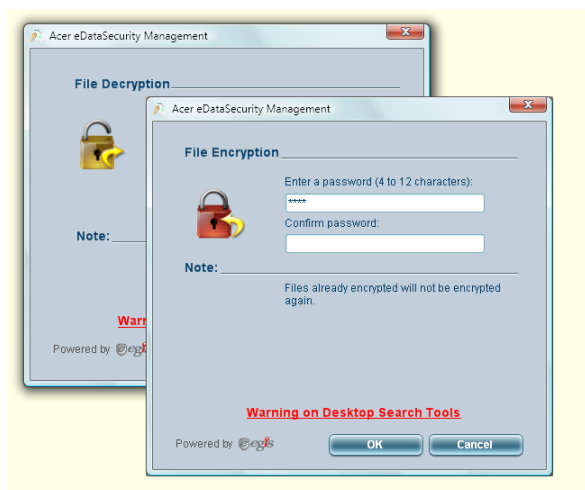 Acer eDataSecurity Management
File Decryption
Note:
Powered by egis
Acer eDataSecurity Management
File Encryption
Enter a password (4 to 12 characters):
****
Confirm password:
Note:
Files already encrypted will not be encrypted
again.
Warning on Desktop Search Tools
Powered by egis
OK
Cancel